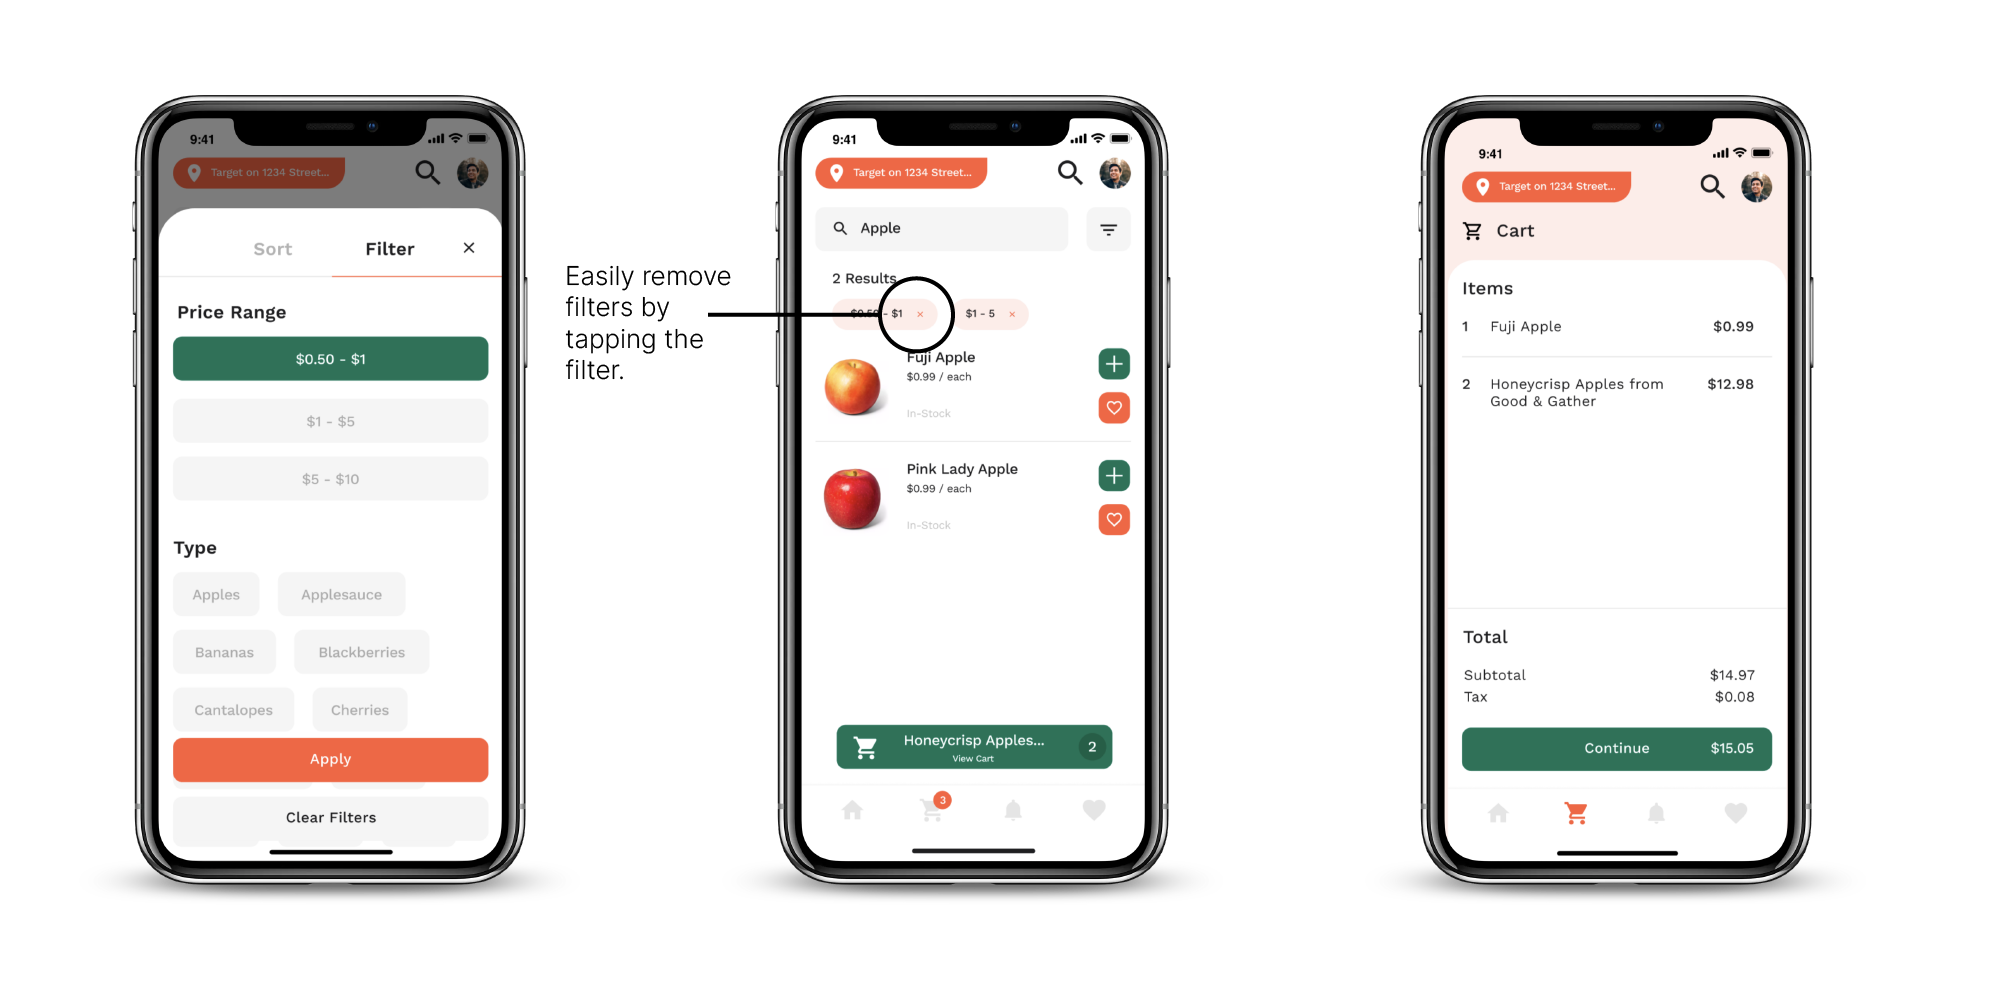 9:41
Target on 1234 Street...
Sort
Filter
Price Range
$0.50 - $1
$1 - $5
$5 - $10
Type
Apples
Applesauce
Bananas
Blackberries
Cantalopes
Cherries
Apply
Clear Filters
Easily remove
filters by
tapping the
filter.
9:41
Target on 1234 Street...
Apple
2 Results
$0.50 - $1
$1 - 5
Fuji Apple
$0.99 / each
In-Stock
Pink Lady Apple
$0.99 / each
In-Stock
Honeycrisp Apples...
View Cart
2
3
9:41
Target on 1234 Street...
Cart
Items
1 Fuji Apple $0.99
2 Honeycrisp Apples from $12.98
Good & Gather
Total
Subtotal $14.97
Tax $0.08
Continue $15.05